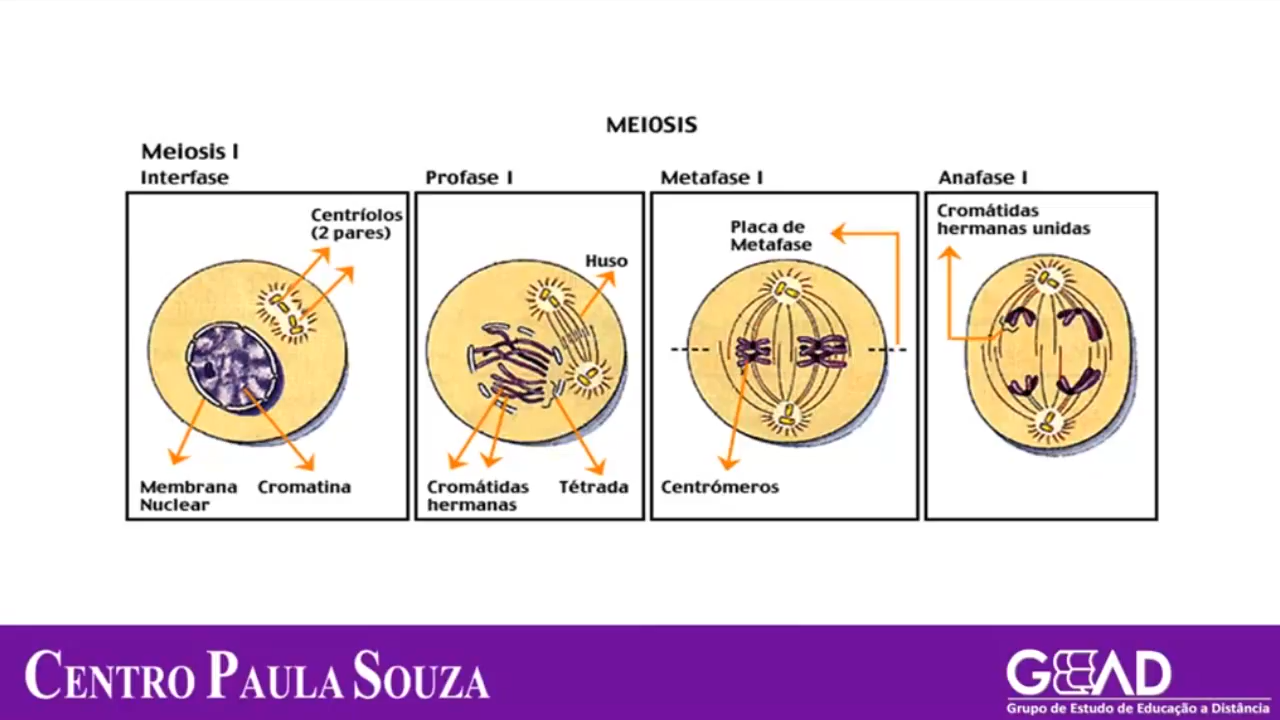 MEIOSIS
Meiosis I
Interfase
Centríolos
(2 pares)
Membrana
Nuclear
Cromatina
Profase I
Huso
Cromátidas
hermanas
Tétrada
Metafase I
Placa de
Metafase
Centrómeros
Anafase I
Cromátidas
hermanas unidas
CENTRO PAULA SOUZA
GEEAD
Grupo de Estudo de Educação a Distância